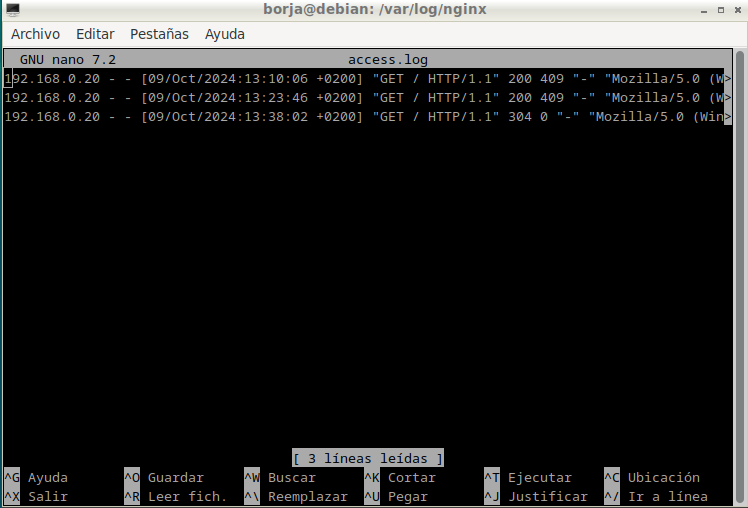 borja@debian: /var/log/nginx
Archivo Editar Pestañas Ayuda
GNU nano 7.2 access.log
192.168.0.20 - - [09/Oct/2024:13:10:06 +0200] "GET / HTTP/1.1" 200 409 "-" "Mozilla/5.0 (W>
192.168.0.20 - - [09/Oct/2024:13:23:46 +0200] "GET / HTTP/1.1" 200 409 "-" "Mozilla/5.0 (W>
192.168.0.20 - - [09/Oct/2024:13:38:02 +0200] "GET / HTTP/1.1" 304 0 "-" "Mozilla/5.0 (Win>
[ 3 líneas leídas ]
^G Ayuda ^O Guardar ^W Buscar ^K Cortar ^T Ejecutar ^C Ubicación
^X Salir ^R Leer fich. ^\ Reemplazar ^U Pegar ^J Justificar ^/ Ir a línea